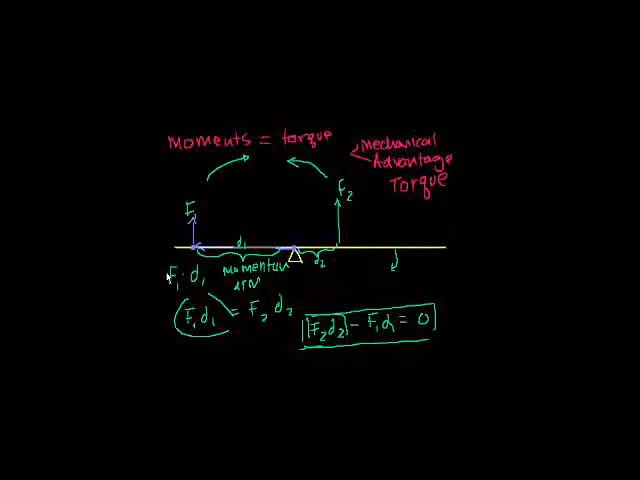 Moments = torque
Mechanical
Advantage
Torque
F₁
F₂
d₁
d₂
momentum
arm
F₁ · d₁
F₁d₁ = F₂ d₂
F₂d₂ - F₁d₁ = 0